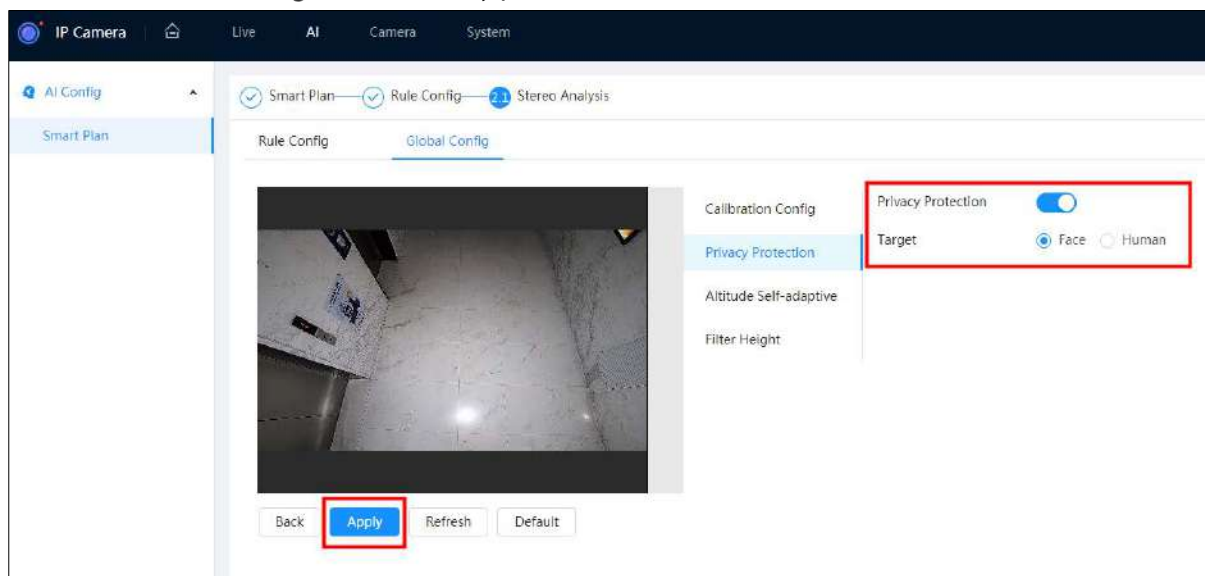 IP Camera
Live AI Camera System
AI Config
Smart Plan
Smart Plan Rule Config 2.1 Stereo Analysis
Rule Config Global Config
Calibration Config
Privacy Protection
Altitude Self-adaptive
Filter Height
Privacy Protection
Target Face Human
Back Apply Refresh Default